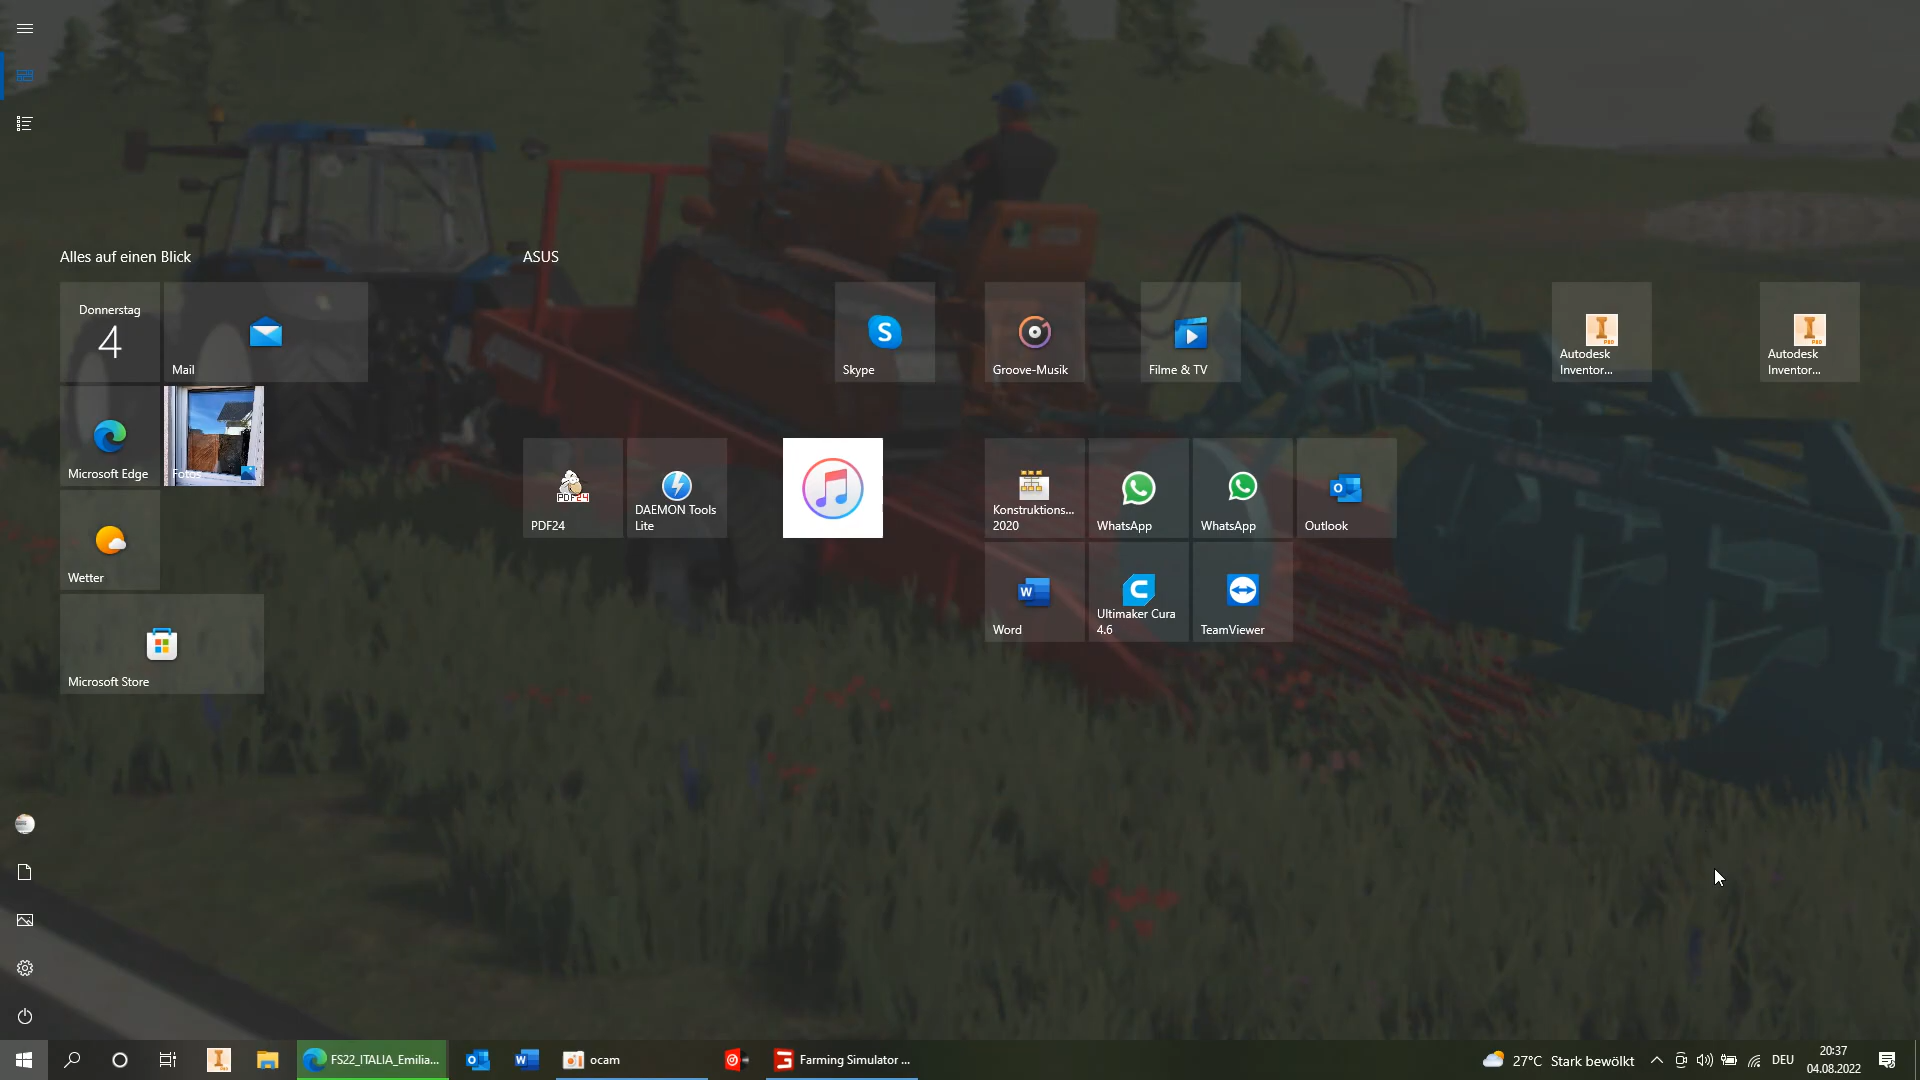 Alles auf einen Blick
ASUS
Donnerstag
4
Mail
Skype
Groove-Musik
Filme & TV
Autodesk
Inventor...
Autodesk
Inventor...
Microsoft Edge
Fotos
PDF24
PDF24
DAEMON Tools
Lite
Konstruktions...
2020
WhatsApp
WhatsApp
Outlook
Wetter
Word
Ultimaker Cura
4.6
TeamViewer
Microsoft Store
FS22_ITALIA_Emilia...
ocam
Farming Simulator ...
27°C Stark bewölkt
DEU
20:37
04.08.2022